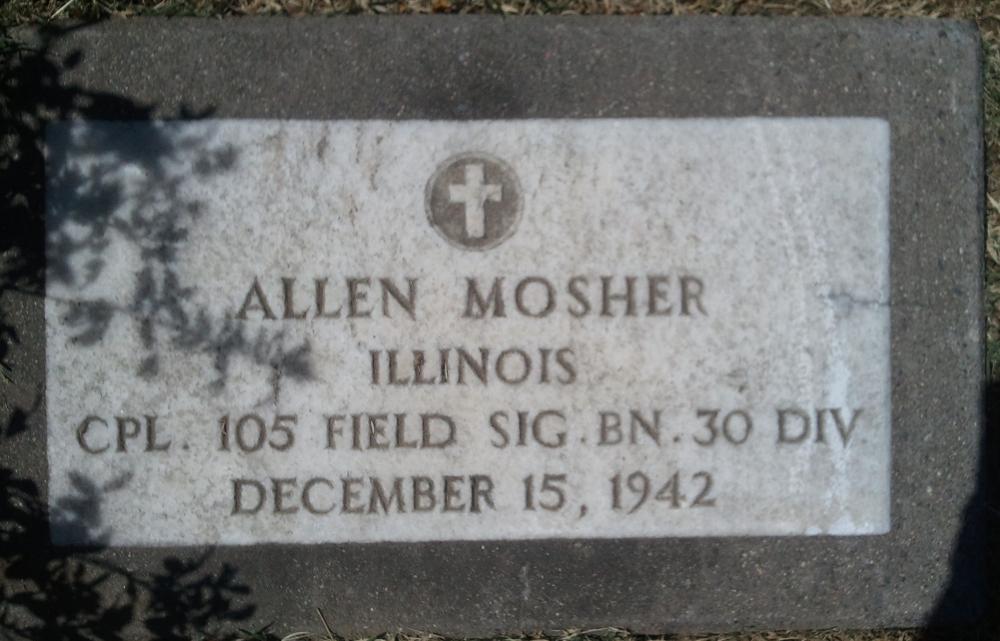 ALLEN MOSHER
ILLINOIS
CPL. 105 FIELD SIG. BN. 30 DIV.
DECEMBER 15, 1942